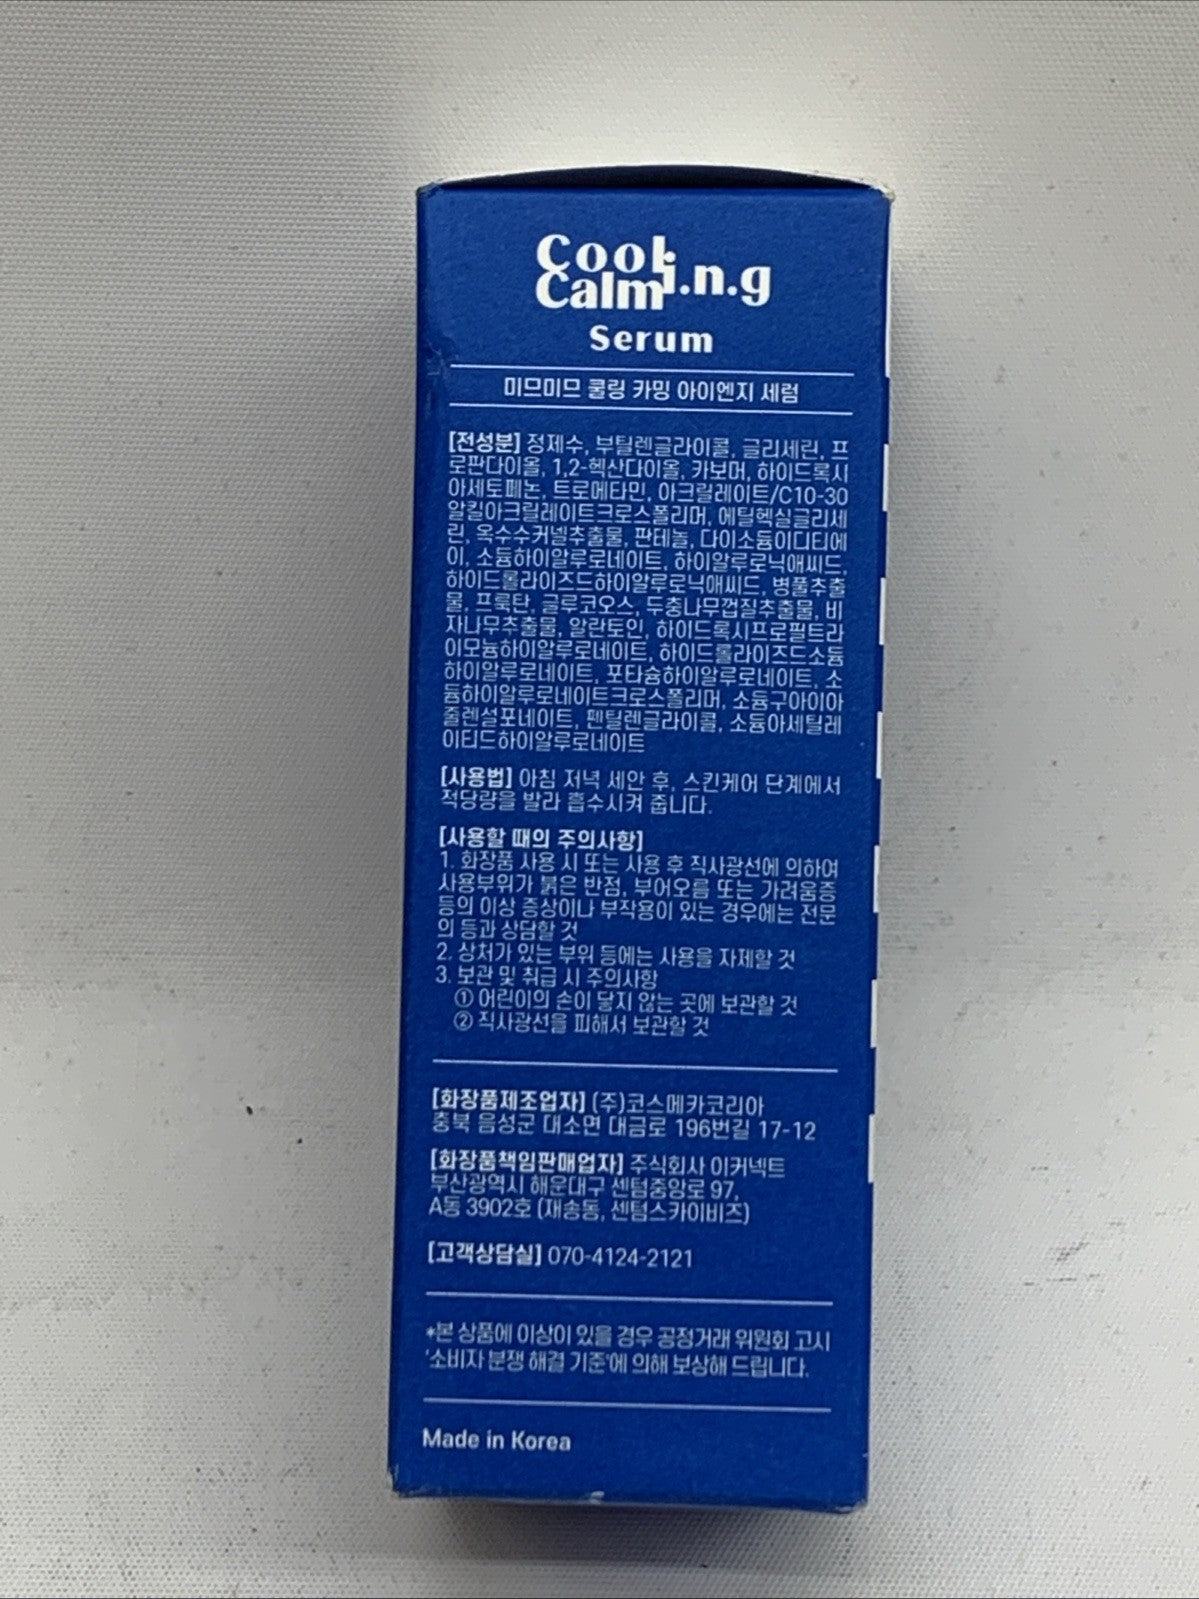 Cool
Calm i.n.g
Serum
미므미므 쿨링 카밍 아이엔지 세럼
[전성분] 정제수, 부틸렌글라이콜, 글리세린, 프
로판다이올, 1,2-헥산다이올, 카보머, 하이드록시
아세토페논, 트로메타민, 아크릴레이트/C10-30
알킬아크릴레이트크로스폴리머, 에틸헥실글리세
린, 옥수수커널추출물, 판테놀, 다이소듐이디티에
이, 소듐하이알루로네이트, 하이알루로닉애씨드,
하이드롤라이즈드하이알루로닉애씨드, 병풀추출
물, 프룩탄, 글루코오스, 두충나무껍질추출물, 비
자나무추출물, 알란토인, 하이드록시프로필트라
이모늄하이알루로네이트, 하이드롤라이즈드소듐
하이알루로네이트, 포타슘하이알루로네이트, 소
듐하이알루로네이트크로스폴리머, 소듐구아이아
줄렌설포네이트, 펜틸렌글라이콜, 소듐아세틸레
이티드하이알루로네이트
[사용법] 아침 저녁 세안 후, 스킨케어 단계에서
적당량을 발라 흡수시켜 줍니다.
[사용할 때의 주의사항]
1. 화장품 사용 시 또는 사용 후 직사광선에 의하여
사용부위가 붉은 반점, 부어오름 또는 가려움증
등의 이상 증상이나 부작용이 있는 경우에는 전문
의 등과 상담할 것
2. 상처가 있는 부위 등에는 사용을 자제할 것
3. 보관 및 취급 시 주의사항
① 어린이의 손이 닿지 않는 곳에 보관할 것
② 직사광선을 피해서 보관할 것
[화장품제조업자] (주)코스메카코리아
충북 음성군 대소면 대금로 196번길 17-12
[화장품책임판매업자] 주식회사 이커넥트
부산광역시 해운대구 센텀중앙로 97,
A동 3902호 (재송동, 센텀스카이비즈)
[고객상담실] 070-4124-2121
*본 상품에 이상이 있을 경우 공정거래 위원회 고시
'소비자 분쟁 해결 기준'에 의해 보상해 드립니다.
Made in Korea